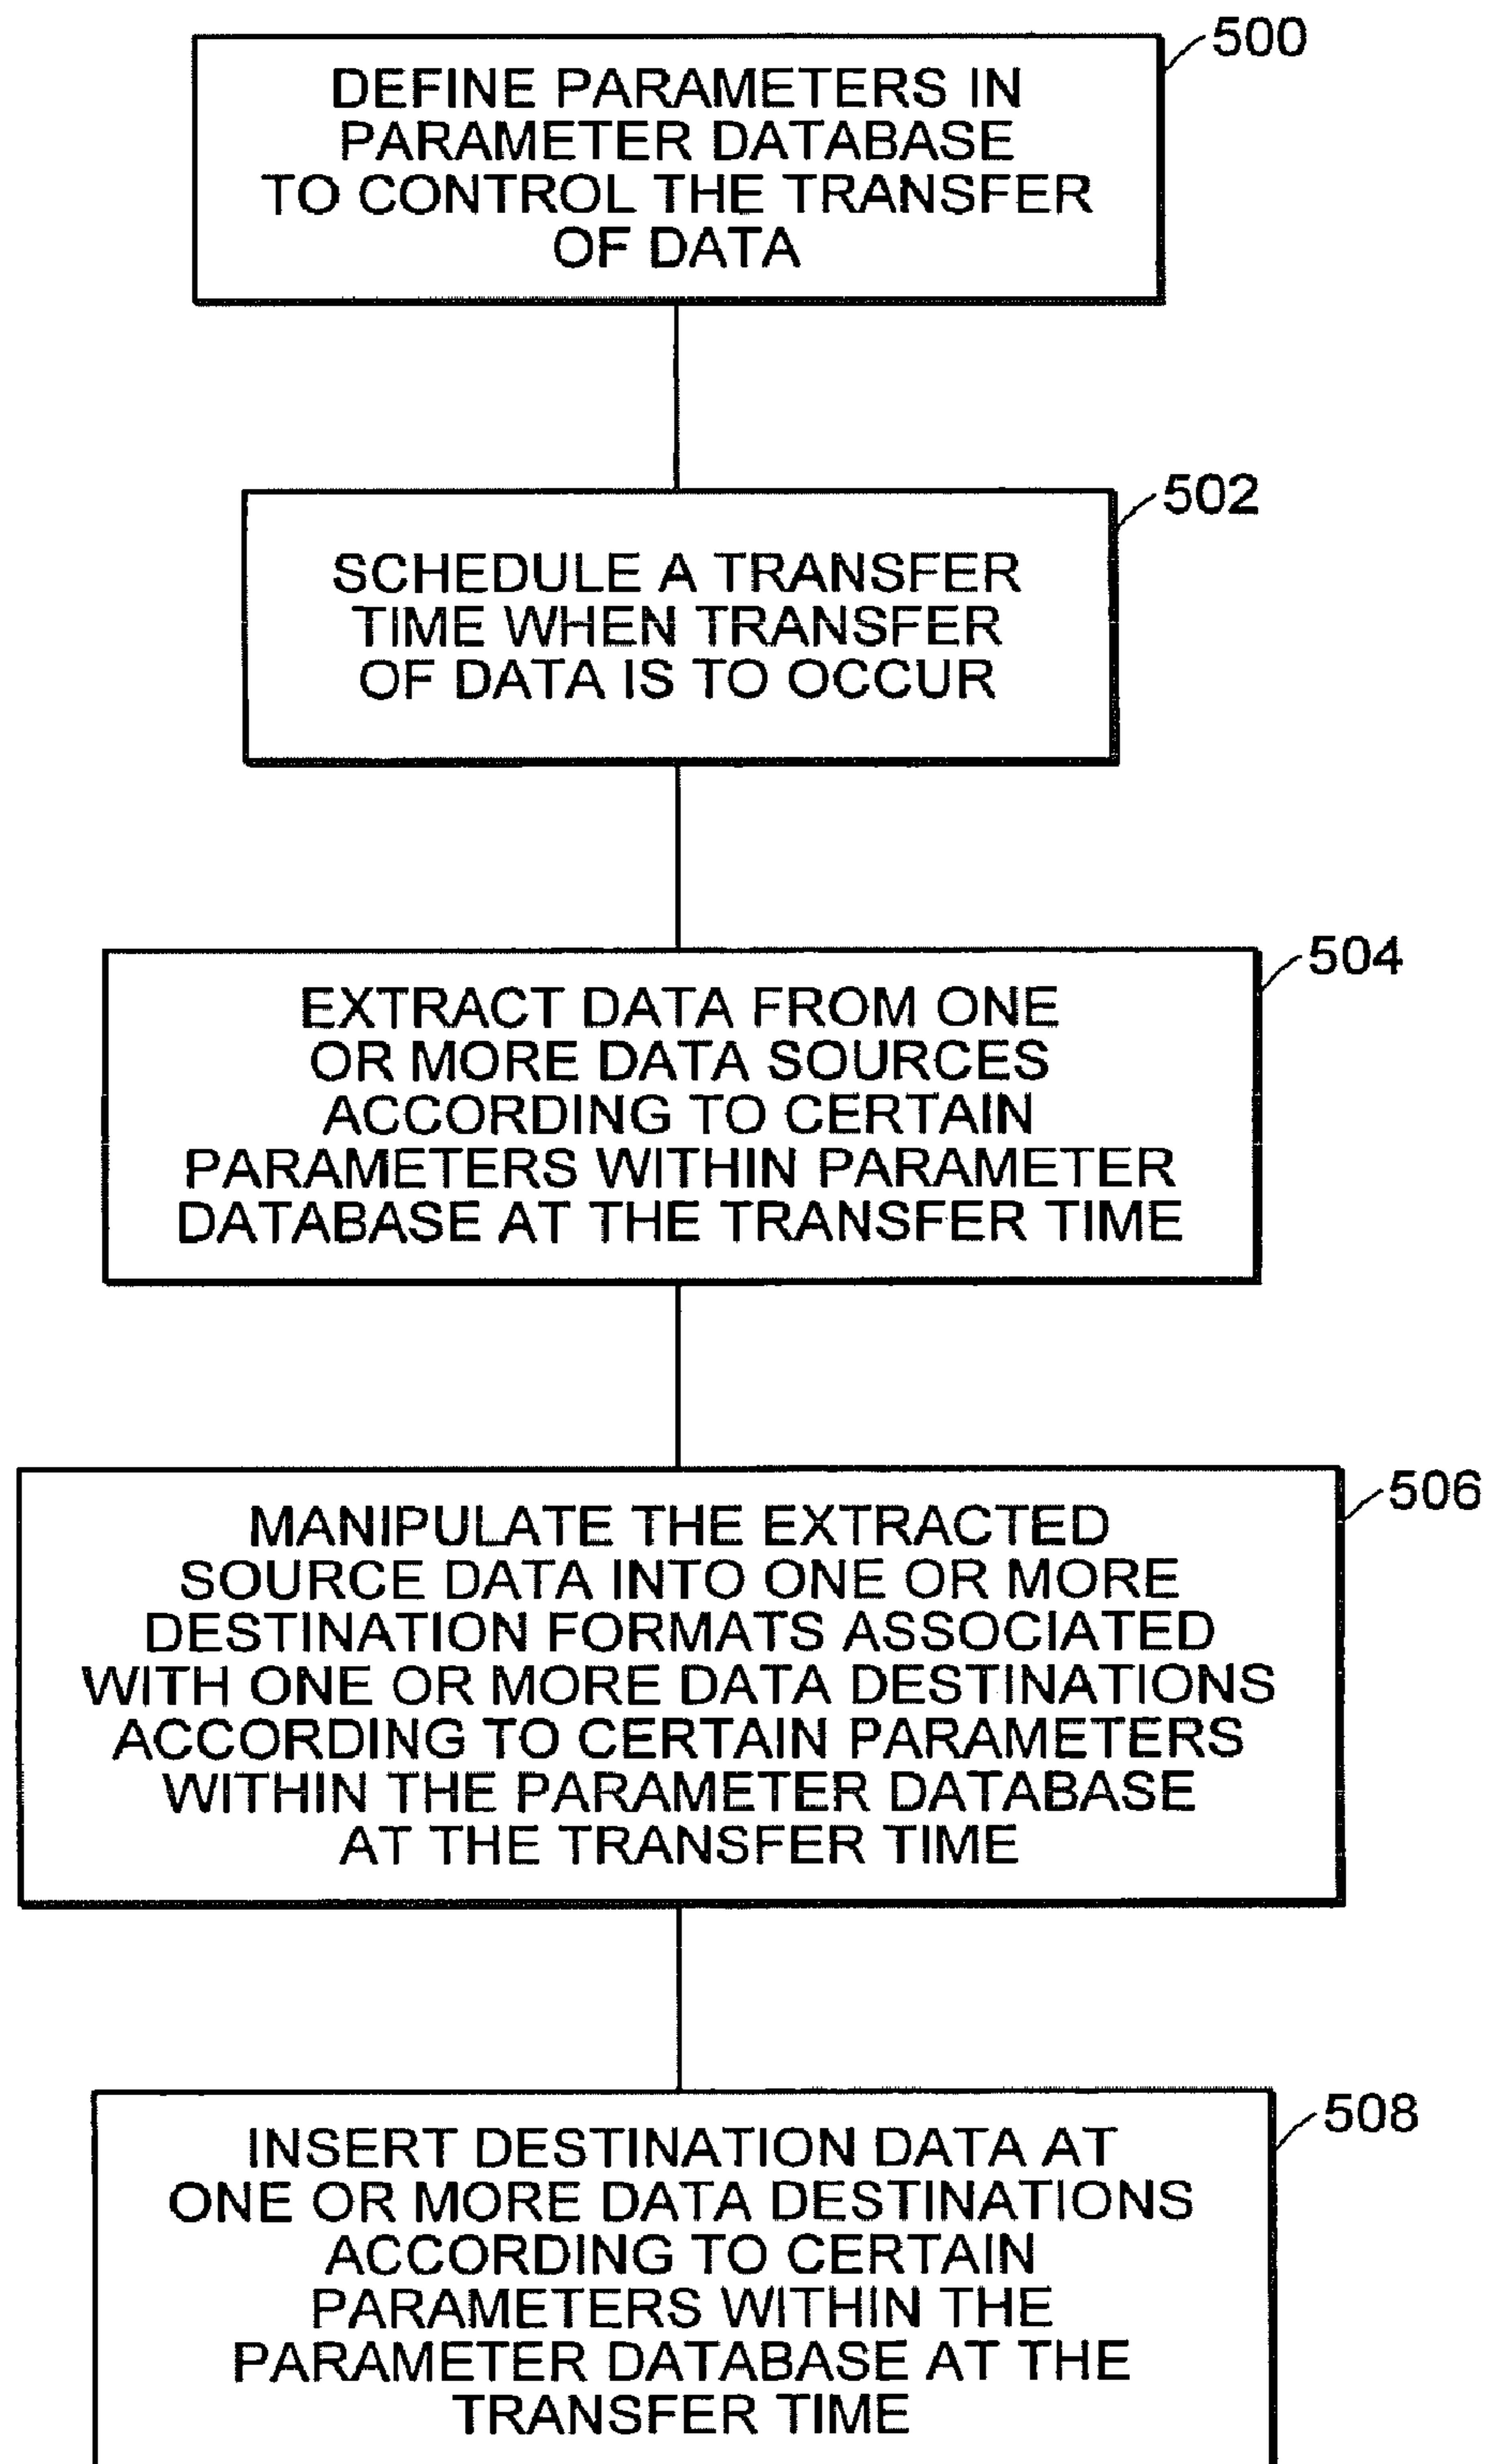 500
DEFINE PARAMETERS IN
PARAMETER DATABASE
TO CONTROL THE TRANSFER
OF DATA
502
SCHEDULE A TRANSFER
TIME WHEN TRANSFER
OF DATA IS TO OCCUR
504
EXTRACT DATA FROM ONE
OR MORE DATA SOURCES
ACCORDING TO CERTAIN
PARAMETERS WITHIN PARAMETER
DATABASE AT THE TRANSFER TIME
506
MANIPULATE THE EXTRACTED
SOURCE DATA INTO ONE OR MORE
DESTINATION FORMATS ASSOCIATED
WITH ONE OR MORE DATA DESTINATIONS
ACCORDING TO CERTAIN PARAMETERS
WITHIN THE PARAMETER DATABASE
AT THE TRANSFER TIME
508
INSERT DESTINATION DATA AT
ONE OR MORE DATA DESTINATIONS
ACCORDING TO CERTAIN
PARAMETERS WITHIN THE
PARAMETER DATABASE AT THE
TRANSFER TIME